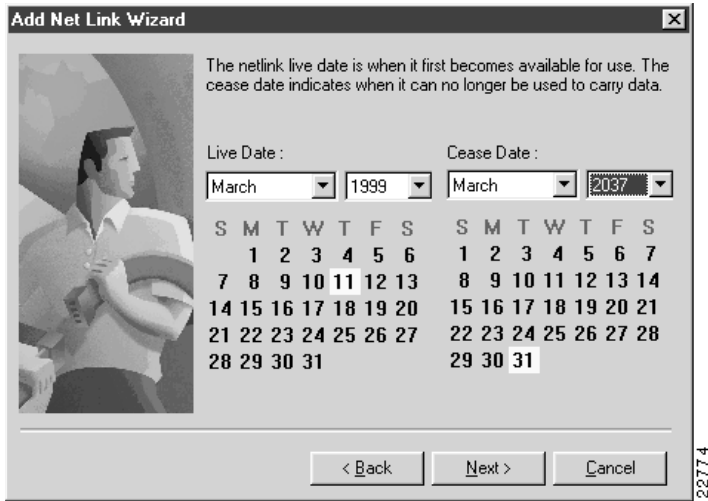 Add Net Link Wizard
The netlink live date is when it first becomes available for use. The
cease date indicates when it can no longer be used to carry data.
Live Date :
March 1999
S M T W T F S
1 2 3 4 5 6
7 8 9 10 11 12 13
14 15 16 17 18 19 20
21 22 23 24 25 26 27
28 29 30 31
Cease Date :
March 2037
S M T W T F S
1 2 3 4 5 6 7
8 9 10 11 12 13 14
15 16 17 18 19 20 21
22 23 24 25 26 27 28
29 30 31
< Back Next > Cancel
22774